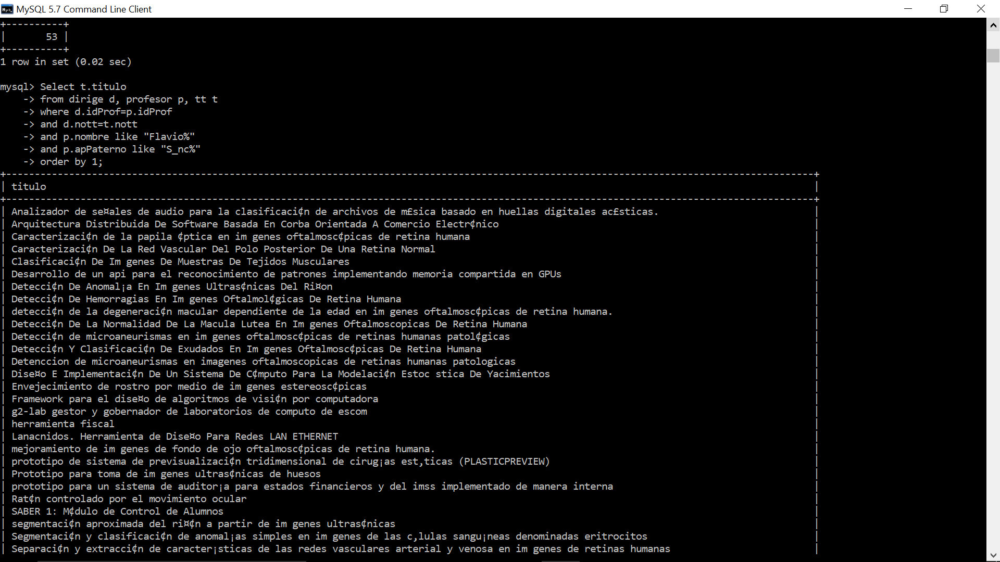 MySQL 5.7 Command Line Client
+----------+
|       53 |
+----------+
1 row in set (0.02 sec)
mysql> Select t.titulo
    -> from dirige d, profesor p, tt t
    -> where d.idProf=p.idProf
    -> and d.nott=t.nott
    -> and p.nombre like "Flavio%"
    -> and p.apPaterno like "S_nc%"
    -> order by 1;
+---------------------------------------------------------------------------------------------------------------------------------------------+
| titulo |
+---------------------------------------------------------------------------------------------------------------------------------------------+
| Analizador de se¤ales de audio para la clasificaci¢n de archivos de m£sica basado en huellas digitales ac£sticas. |
| Arquitectura Distribuida De Software Basada En Corba Orientada A Comercio Electr¢nico |
| Caracterizaci¢n de la papila ¢ptica en im genes oftalmosc¢picas de retina humana |
| Caracterizaci¢n De La Red Vascular Del Polo Posterior De Una Retina Normal |
| Clasificaci¢n De Im genes De Muestras De Tejidos Musculares |
| Desarrollo de un api para el reconocimiento de patrones implementando memoria compartida en GPUs |
| Detecci¢n De Anomal¡a En Im genes Ultras¢nicas Del Ri¤on |
| Detecci¢n De Hemorragias En Im genes Oftalmol¢gicas De Retina Humana |
| detecci¢n de la degeneraci¢n macular dependiente de la edad en im genes oftalmosc¢picas de retina humana. |
| Detecci¢n De La Normalidad De La Macula Lutea En Im genes Oftalmoscopicas De Retina Humana |
| Detecci¢n de microaneurismas en im genes oftalmosc¢picas de retinas humanas patol¢gicas |
| Detecci¢n Y Clasificaci¢n De Exudados En Im genes Oftalmosc¢picas De Retina Humana |
| Detenccion de microaneurismas en imagenes oftalmoscopicas de retinas humanas patologicas |
| Dise¤o E Implementaci¢n De Un Sistema De C¢mputo Para La Modelaci¢n Estoc stica De Yacimientos |
| Envejecimiento de rostro por medio de im genes estereosc¢picas |
| Framework para el dise¤o de algoritmos de visi¢n por computadora |
| g2-lab gestor y gobernador de laboratorios de computo de escom |
| herramienta fiscal |
| Lanacnidos. Herramienta de Dise¤o Para Redes LAN ETHERNET |
| mejoramiento de im genes de fondo de ojo oftalmosc¢picas de retina humana. |
| prototipo de sistema de previsualizaci¢n tridimensional de cirug¡as est‚ticas (PLASTICPREVIEW) |
| Prototipo para toma de im genes ultras¢nicas de huesos |
| prototipo para un sistema de auditor¡a para estados financieros y del imss implementado de manera interna |
| Rat¢n controlado por el movimiento ocular |
| SABER 1: M¢dulo de Control de Alumnos |
| segmentaci¢n aproximada del ri¤¢n a partir de im genes ultras¢nicas |
| Segmentaci¢n y clasificaci¢n de anomal¡as simples en im genes de las c‚lulas sangu¡neas denominadas eritrocitos |
| Separaci¢n y extracci¢n de caracter¡sticas de las redes vasculares arterial y venosa en im genes de retinas humanas |